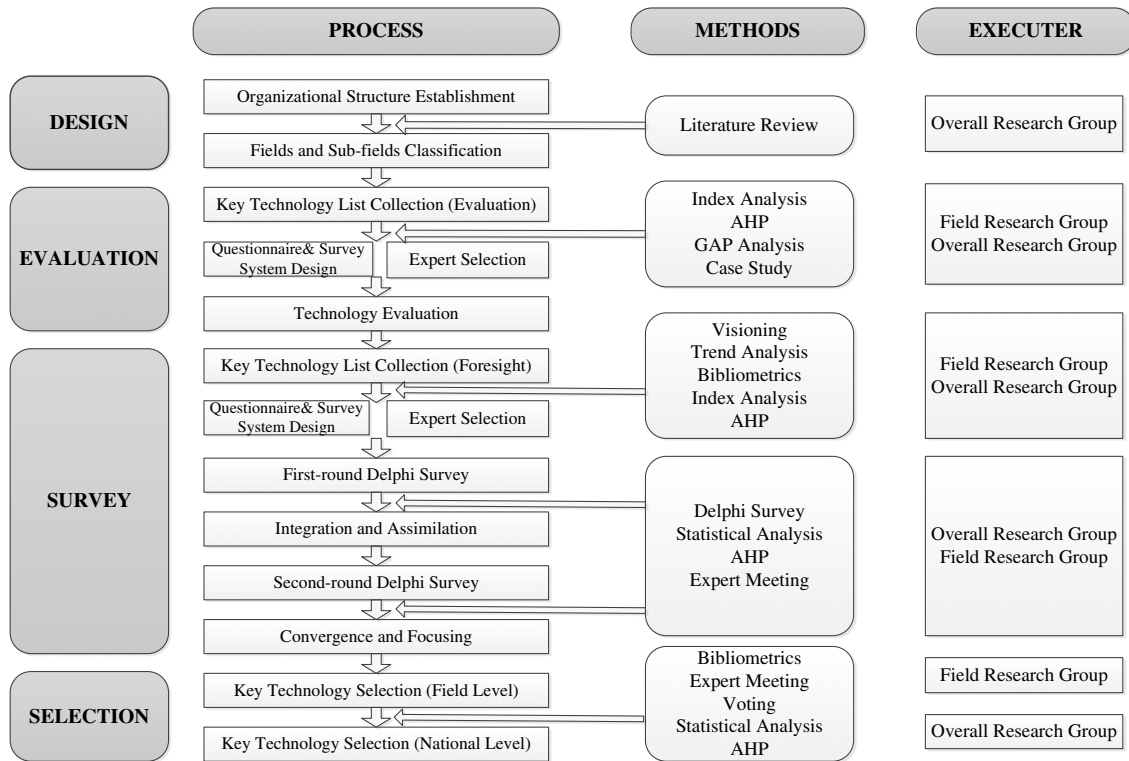 PROCESS
METHODS
EXECUTER
DESIGN
Organizational Structure Establishment
Fields and Sub-fields Classification
Literature Review
Overall Research Group
EVALUATION
Key Technology List Collection (Evaluation)
Questionnaire& Survey
System Design
Expert Selection
Technology Evaluation
Index Analysis
AHP
GAP Analysis
Case Study
Field Research Group
Overall Research Group
SURVEY
Key Technology List Collection (Foresight)
Questionnaire& Survey
System Design
Expert Selection
First-round Delphi Survey
Integration and Assimilation
Second-round Delphi Survey
Convergence and Focusing
Visioning
Trend Analysis
Bibliometrics
Index Analysis
AHP
Field Research Group
Overall Research Group
Delphi Survey
Statistical Analysis
AHP
Expert Meeting
Overall Research Group
Field Research Group
SELECTION
Key Technology Selection (Field Level)
Key Technology Selection (National Level)
Bibliometrics
Expert Meeting
Voting
Statistical Analysis
AHP
Field Research Group
Overall Research Group